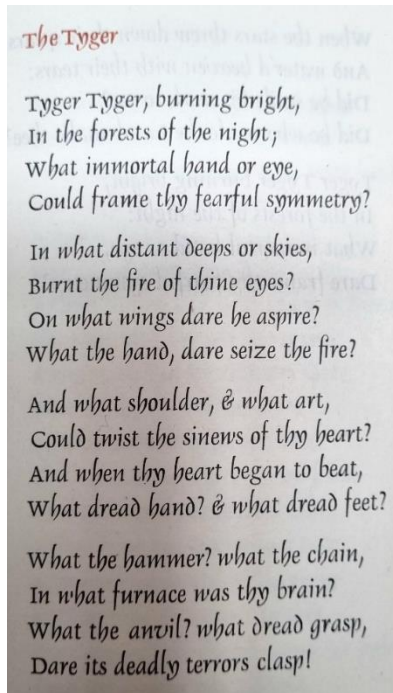 The Tyger
Tyger Tyger, burning bright,
In the forests of the night;
What immortal hand or eye,
Could frame thy fearful symmetry?
In what distant deeps or skies,
Burnt the fire of thine eyes?
On what wings dare he aspire?
What the hand, dare seize the fire?
And what shoulder, & what art,
Could twist the sinews of thy heart?
And when thy heart began to beat,
What dread hand? & what dread feet?
What the hammer? what the chain,
In what furnace was thy brain?
What the anvil? what dread grasp,
Dare its deadly terrors clasp!